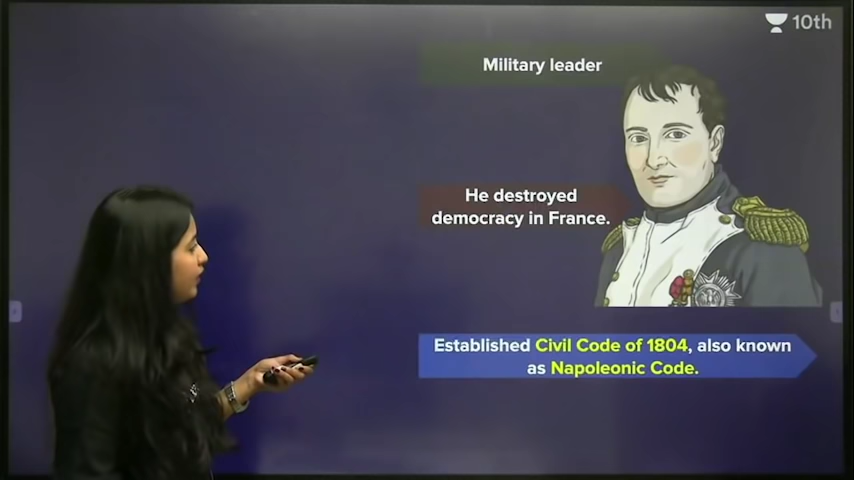 10th
Military leader
He destroyed
democracy in France.
Established Civil Code of 1804, also known
as Napoleonic Code.